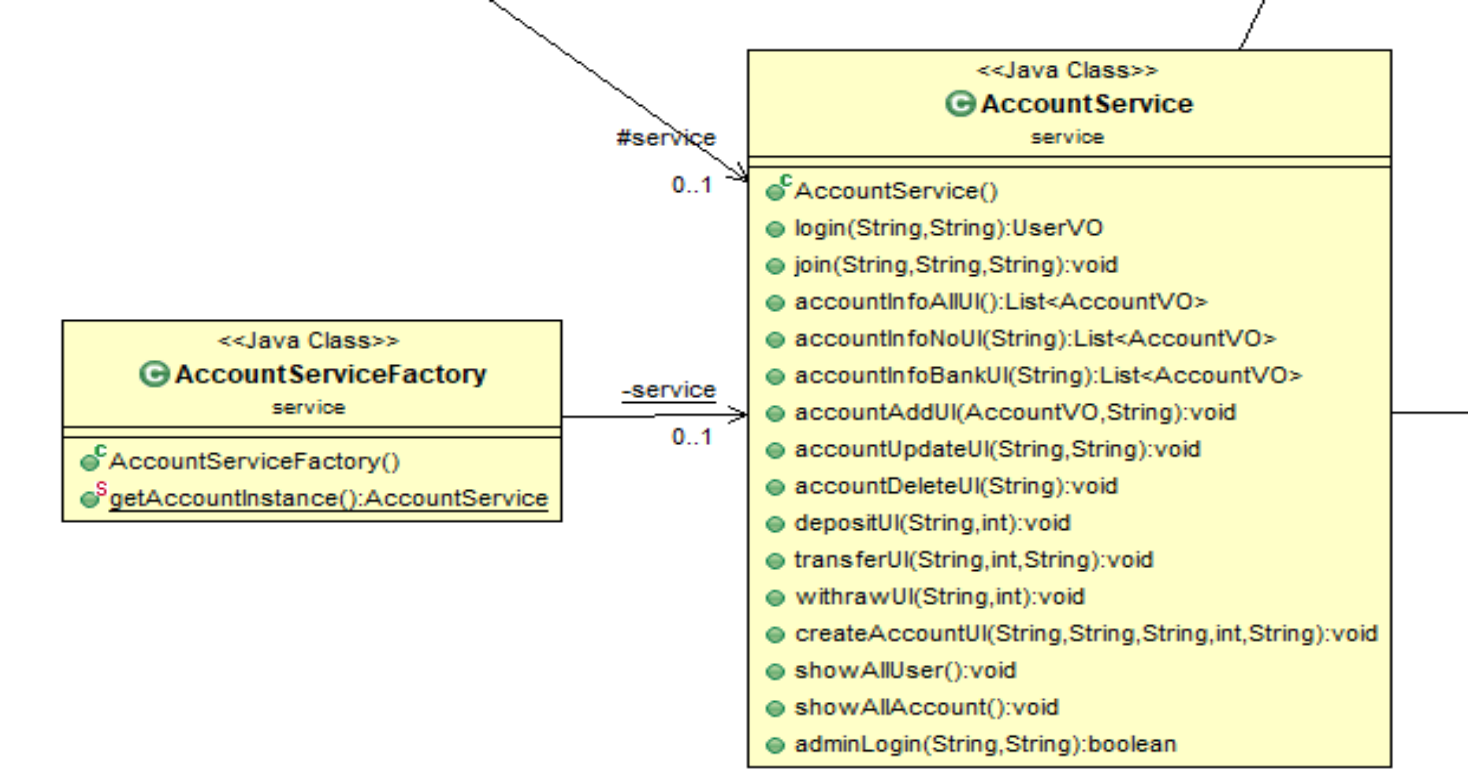 <<Java Class>>
AccountService
service
#service
0..1
AccountService()
login(String,String):UserVO
join(String,String,String):void
accountInfoAllUI():List<AccountVO>
accountInfoNoUI(String):List<AccountVO>
accountInfoBankUI(String):List<AccountVO>
accountAddUI(AccountVO,String):void
accountUpdateUI(String,String):void
accountDeleteUI(String):void
depositUI(String,int):void
transferUI(String,int,String):void
withrawUI(String,int):void
createAccountUI(String,String,String,int,String):void
showAllUser():void
showAllAccount():void
adminLogin(String,String):boolean
<<Java Class>>
AccountServiceFactory
service
AccountServiceFactory()
getAccountInstance():AccountService
-service
0..1